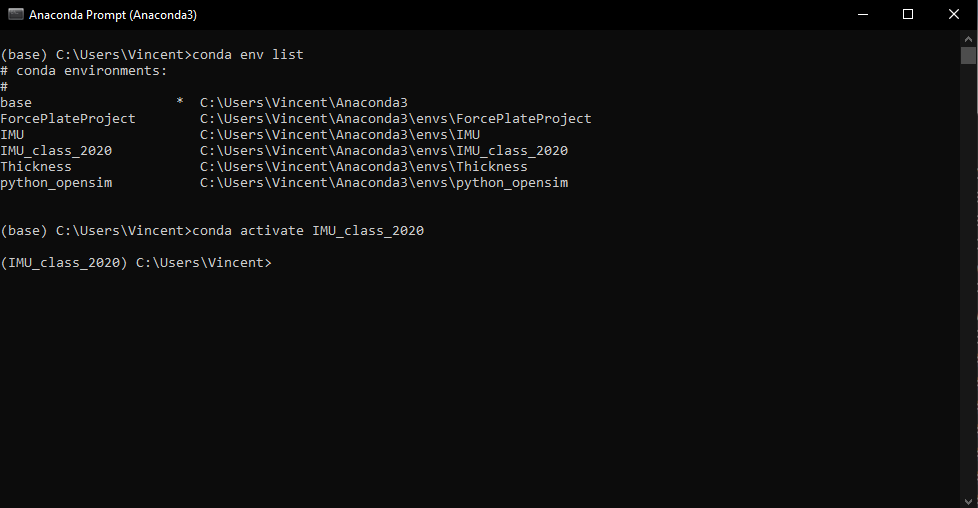 Anaconda Prompt (Anaconda3)
(base) C:\Users\Vincent>conda env list
# conda environments:
#
base                  *  C:\Users\Vincent\Anaconda3
ForcePlateProject        C:\Users\Vincent\Anaconda3\envs\ForcePlateProject
IMU                      C:\Users\Vincent\Anaconda3\envs\IMU
IMU_class_2020           C:\Users\Vincent\Anaconda3\envs\IMU_class_2020
Thickness                C:\Users\Vincent\Anaconda3\envs\Thickness
python_opensim           C:\Users\Vincent\Anaconda3\envs\python_opensim
(base) C:\Users\Vincent>conda activate IMU_class_2020
(IMU_class_2020) C:\Users\Vincent>